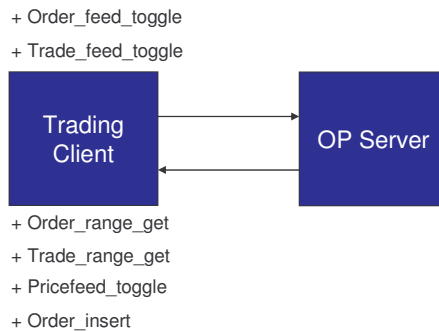 + Order_feed_toggle
+ Trade_feed_toggle
Trading
Client
OP Server
+ Order_range_get
+ Trade_range_get
+ Pricefeed_toggle
+ Order_insert